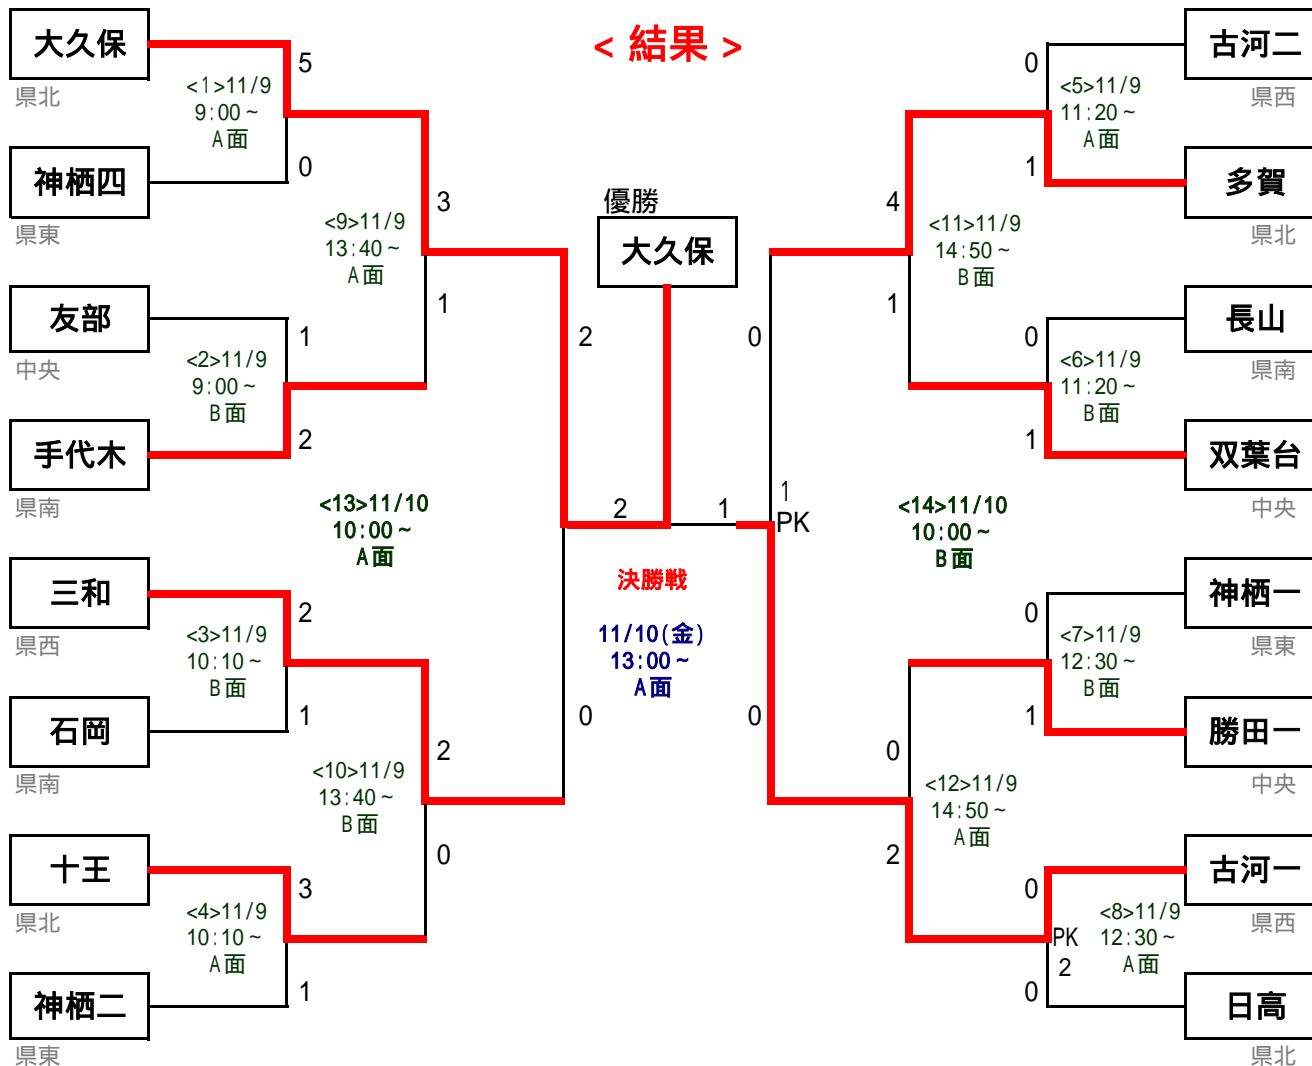 < 結果 >
大久保
県北
5
<1>11/9
9:00～
A面
0
神栖四
県東
3
<9>11/9
13:40～
A面
1
友部
中央
1
<2>11/9
9:00～
B面
2
手代木
県南
2
<13>11/10
10:00～
A面
0
三和
県西
2
<3>11/9
10:10～
B面
1
石岡
県南
2
<10>11/9
13:40～
B面
0
十王
県北
3
<4>11/9
10:10～
A面
1
神栖二
県東
優勝
大久保
2
1
決勝戦
11/10(金)
13:00～
A面
古河二
県西
0
<5>11/9
11:20～
A面
1
多賀
県北
4
<11>11/9
14:50～
B面
1
長山
県南
0
<6>11/9
11:20～
B面
1
双葉台
中央
0
1
PK
<14>11/10
10:00～
B面
0
神栖一
県東
0
<7>11/9
12:30～
B面
1
勝田一
中央
0
<12>11/9
14:50～
A面
2
古河一
県西
0
<8>11/9
12:30～
A面
PK
2
0
日高
県北